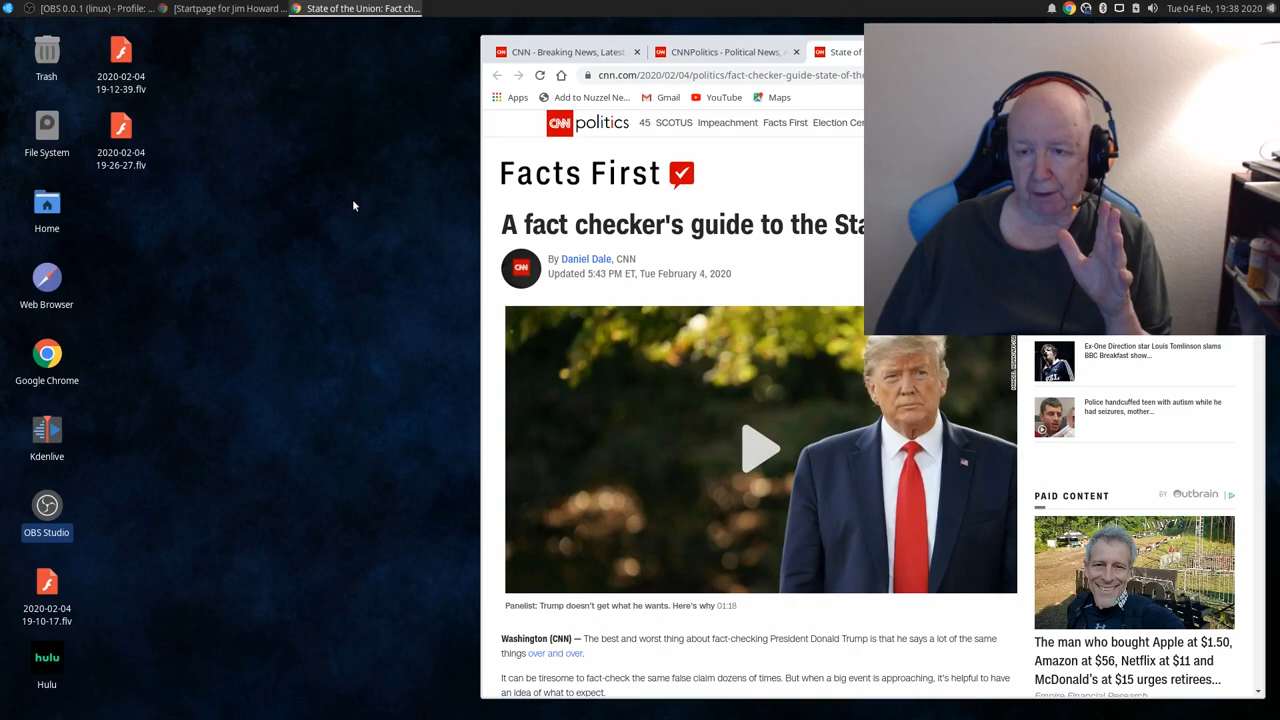 [OBS 0.0.1 (linux) - Profile: ...
[Startpage for Jim Howard ...
State of the Union: Fact ch...
Tue 04 Feb, 19:38 2020
Trash
2020-02-04
19-12-39.flv
File System
2020-02-04
19-26-27.flv
Home
Web Browser
Google Chrome
Kdenlive
OBS Studio
2020-02-04
19-10-17.flv
hulu
Hulu
CNN - Breaking News, Latest
CNNPolitics - Political News, A
State of
cnn.com/2020/02/04/politics/fact-checker-guide-state-of-the
Apps
Add to Nuzzel Ne...
Gmail
YouTube
Maps
CNN politics
45 SCOTUS Impeachment Facts First Election Cen
Facts First
A fact checker's guide to the Sta
CNN
By Daniel Dale, CNN
Updated 5:43 PM ET, Tue February 4, 2020
Panelist: Trump doesn't get what he wants. Here's why 01:18
Washington (CNN) — The best and worst thing about fact-checking President Donald Trump is that he says a lot of the same
things over and over.
It can be tiresome to fact-check the same false claim dozens of times. But when a big event is approaching, it's helpful to have
an idea of what to expect.
Ex-One Direction star Louis Tomlinson slams
BBC Breakfast show...
Police handcuffed teen with autism while he
had seizures, mother...
PAID CONTENT
BY Outbrain
The man who bought Apple at $1.50,
Amazon at $56, Netflix at $11 and
McDonald's at $15 urges retirees...
Empire Financial Research